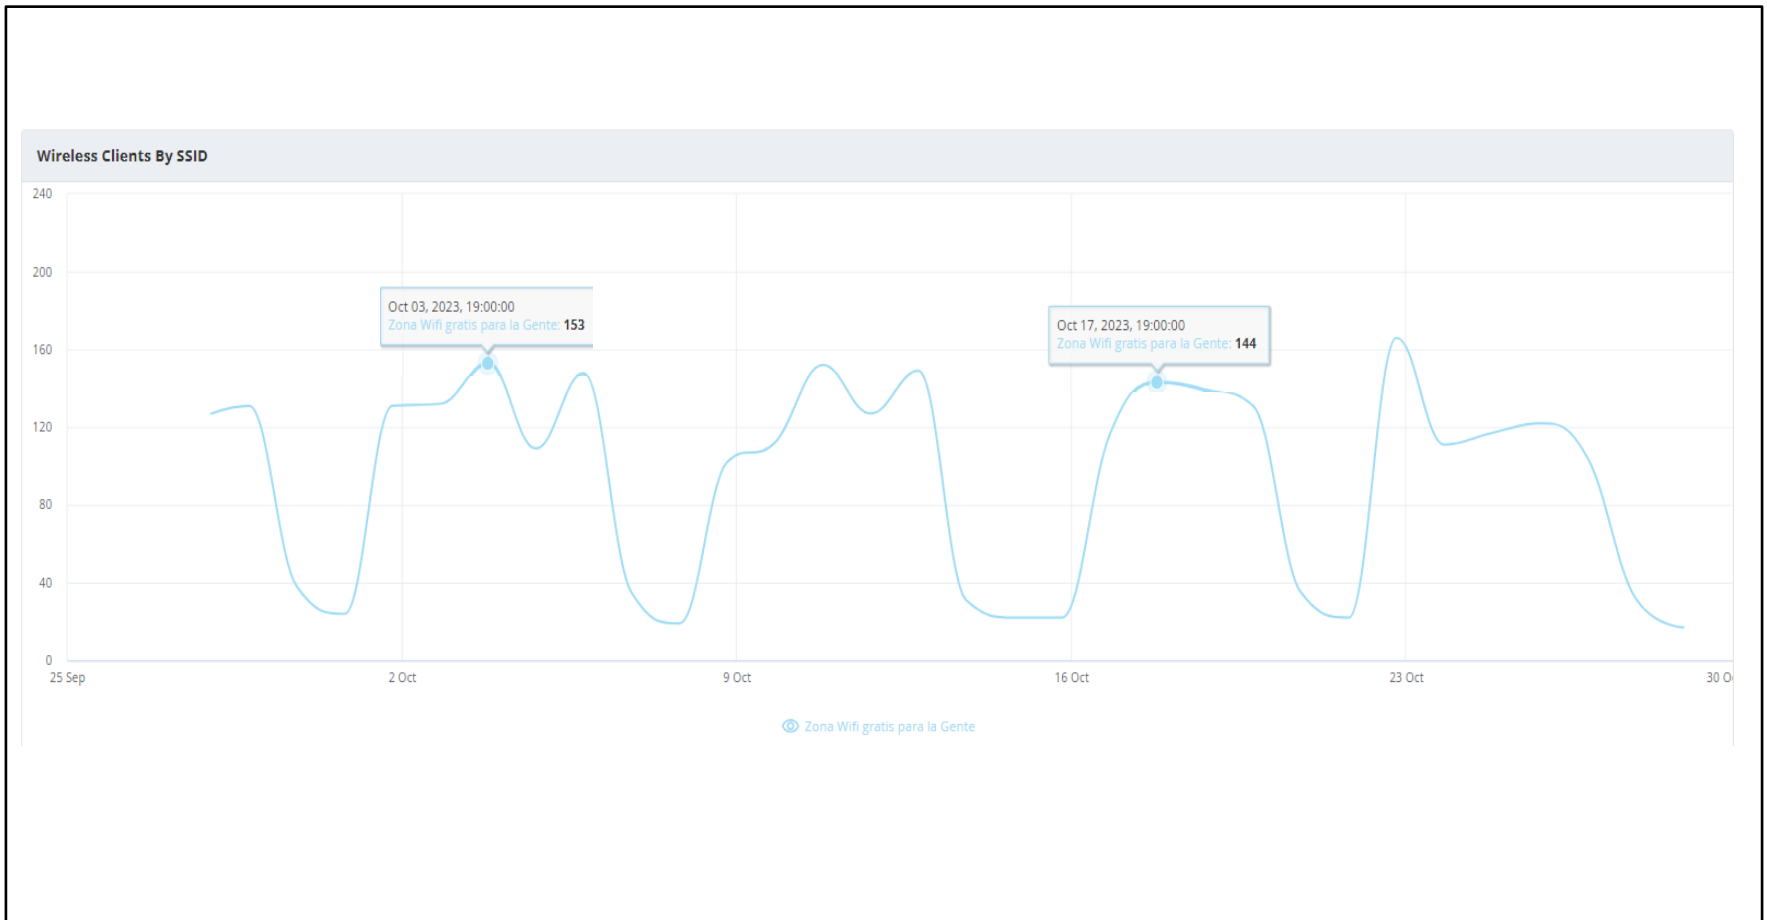 Wireless Clients By SSID
240
200
160
120
80
40
0
Oct 03, 2023, 19:00:00
Zona Wifi gratis para la Gente: 153
Oct 17, 2023, 19:00:00
Zona Wifi gratis para la Gente: 144
25 Sep
2 Oct
9 Oct
16 Oct
23 Oct
30 O
Zona Wifi gratis para la Gente